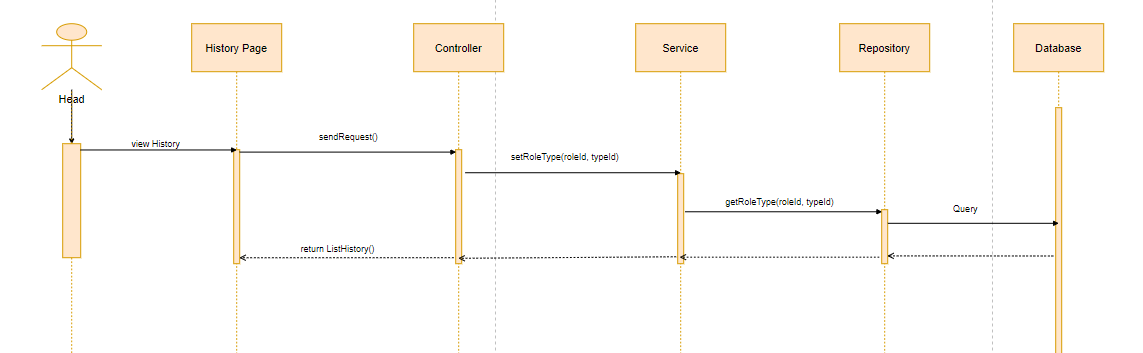 History Page
Controller
Service
Repository
Database
Head
view History
sendRequest()
setRoleType(roleId, typeId)
getRoleType(roleId, typeId)
Query
return ListHistory()